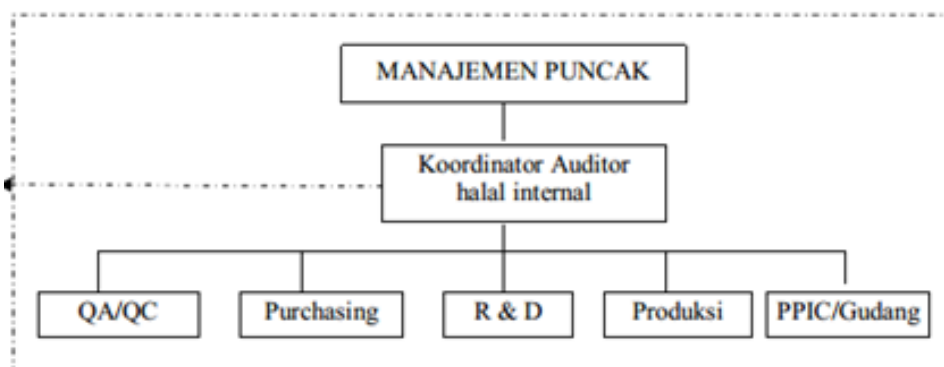 MANAJEMEN PUNCAK
Koordinator Auditor
halal internal
QA/QC
Purchasing
R & D
Produksi
PPIC/Gudang